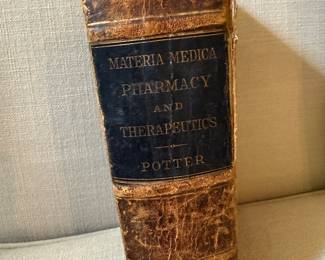 MATERIA MEDICA
PHARMACY
AND
THERAPEUTICS
POTTER